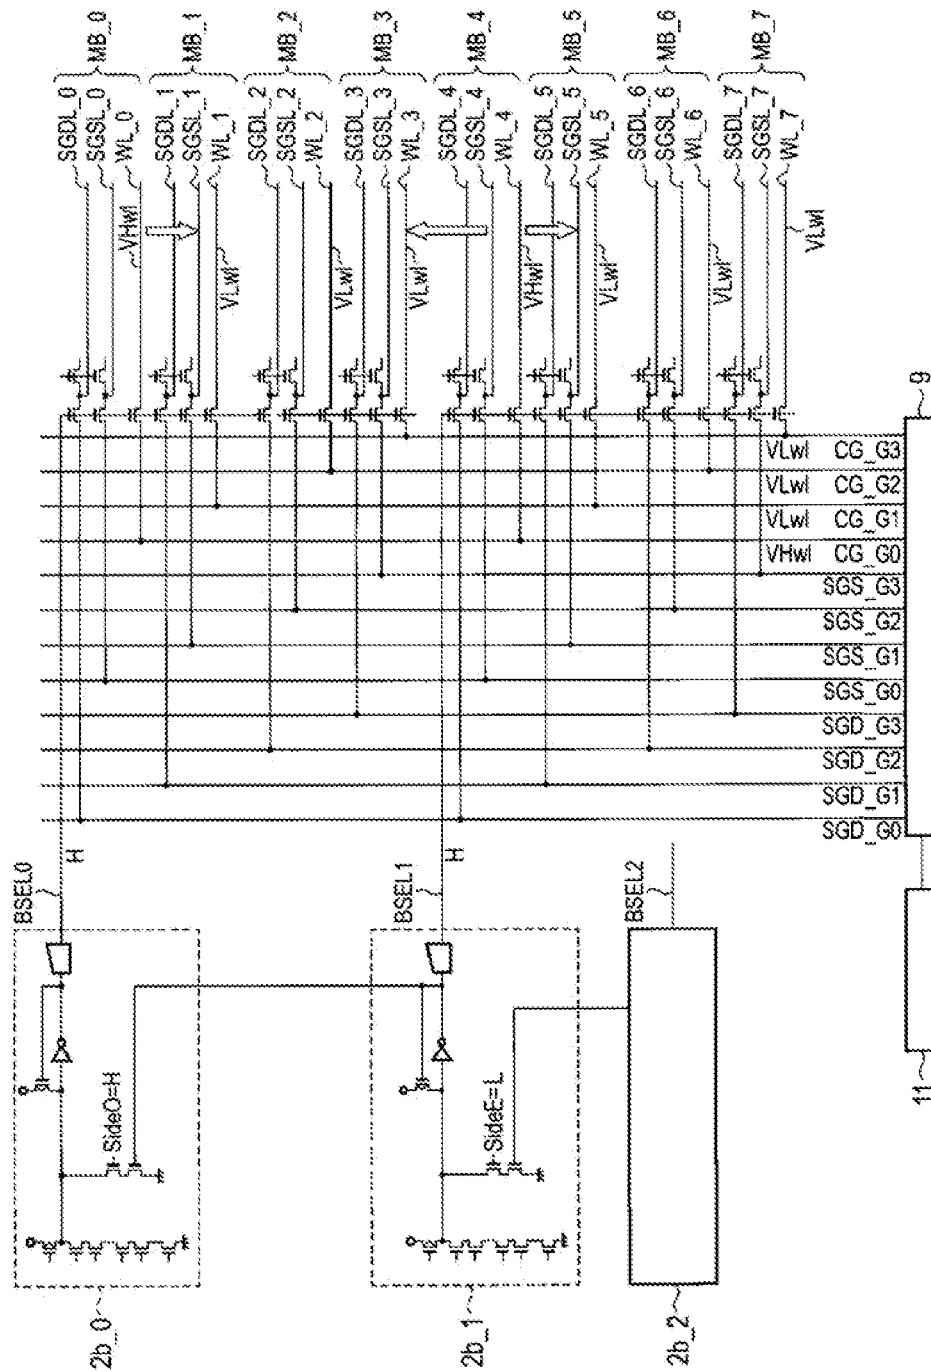 SGDL_0
SGSL_0
WL_0
MB_0
SGDL_1
SGSL_1
WL_1
MB_1
SGDL_2
SGSL_2
WL_2
MB_2
SGDL_3
SGSL_3
WL_3
MB_3
SGDL_4
SGSL_4
WL_4
MB_4
SGDL_5
SGSL_5
WL_5
MB_5
SGDL_6
SGSL_6
WL_6
MB_6
SGDL_7
SGSL_7
WL_7
MB_7
VHwl
VLwl
VLwl
VLwl
VHwl
VLwl
VLwl
VLwl
9
VLwl CG_G3
VLwl CG_G2
VLwl CG_G1
VHwl CG_G0
SGS_G3
SGS_G2
SGS_G1
SGS_G0
SGD_G3
SGD_G2
SGD_G1
SGD_G0
H
BSEL0
H
BSEL1
BSEL2
SideO=H
SideE=L
11
2b_0
2b_1
2b_2